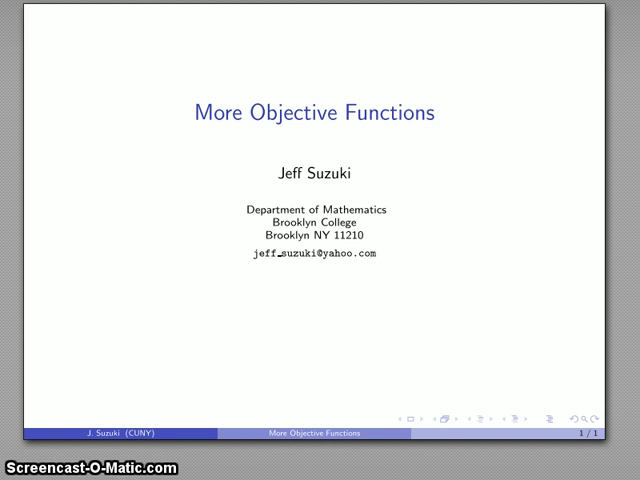 More Objective Functions
Jeff Suzuki
Department of Mathematics
Brooklyn College
Brooklyn NY 11210
jeff_suzuki@yahoo.com
J. Suzuki (CUNY)
More Objective Functions
1 / 1
Screencast-O-Matic.com